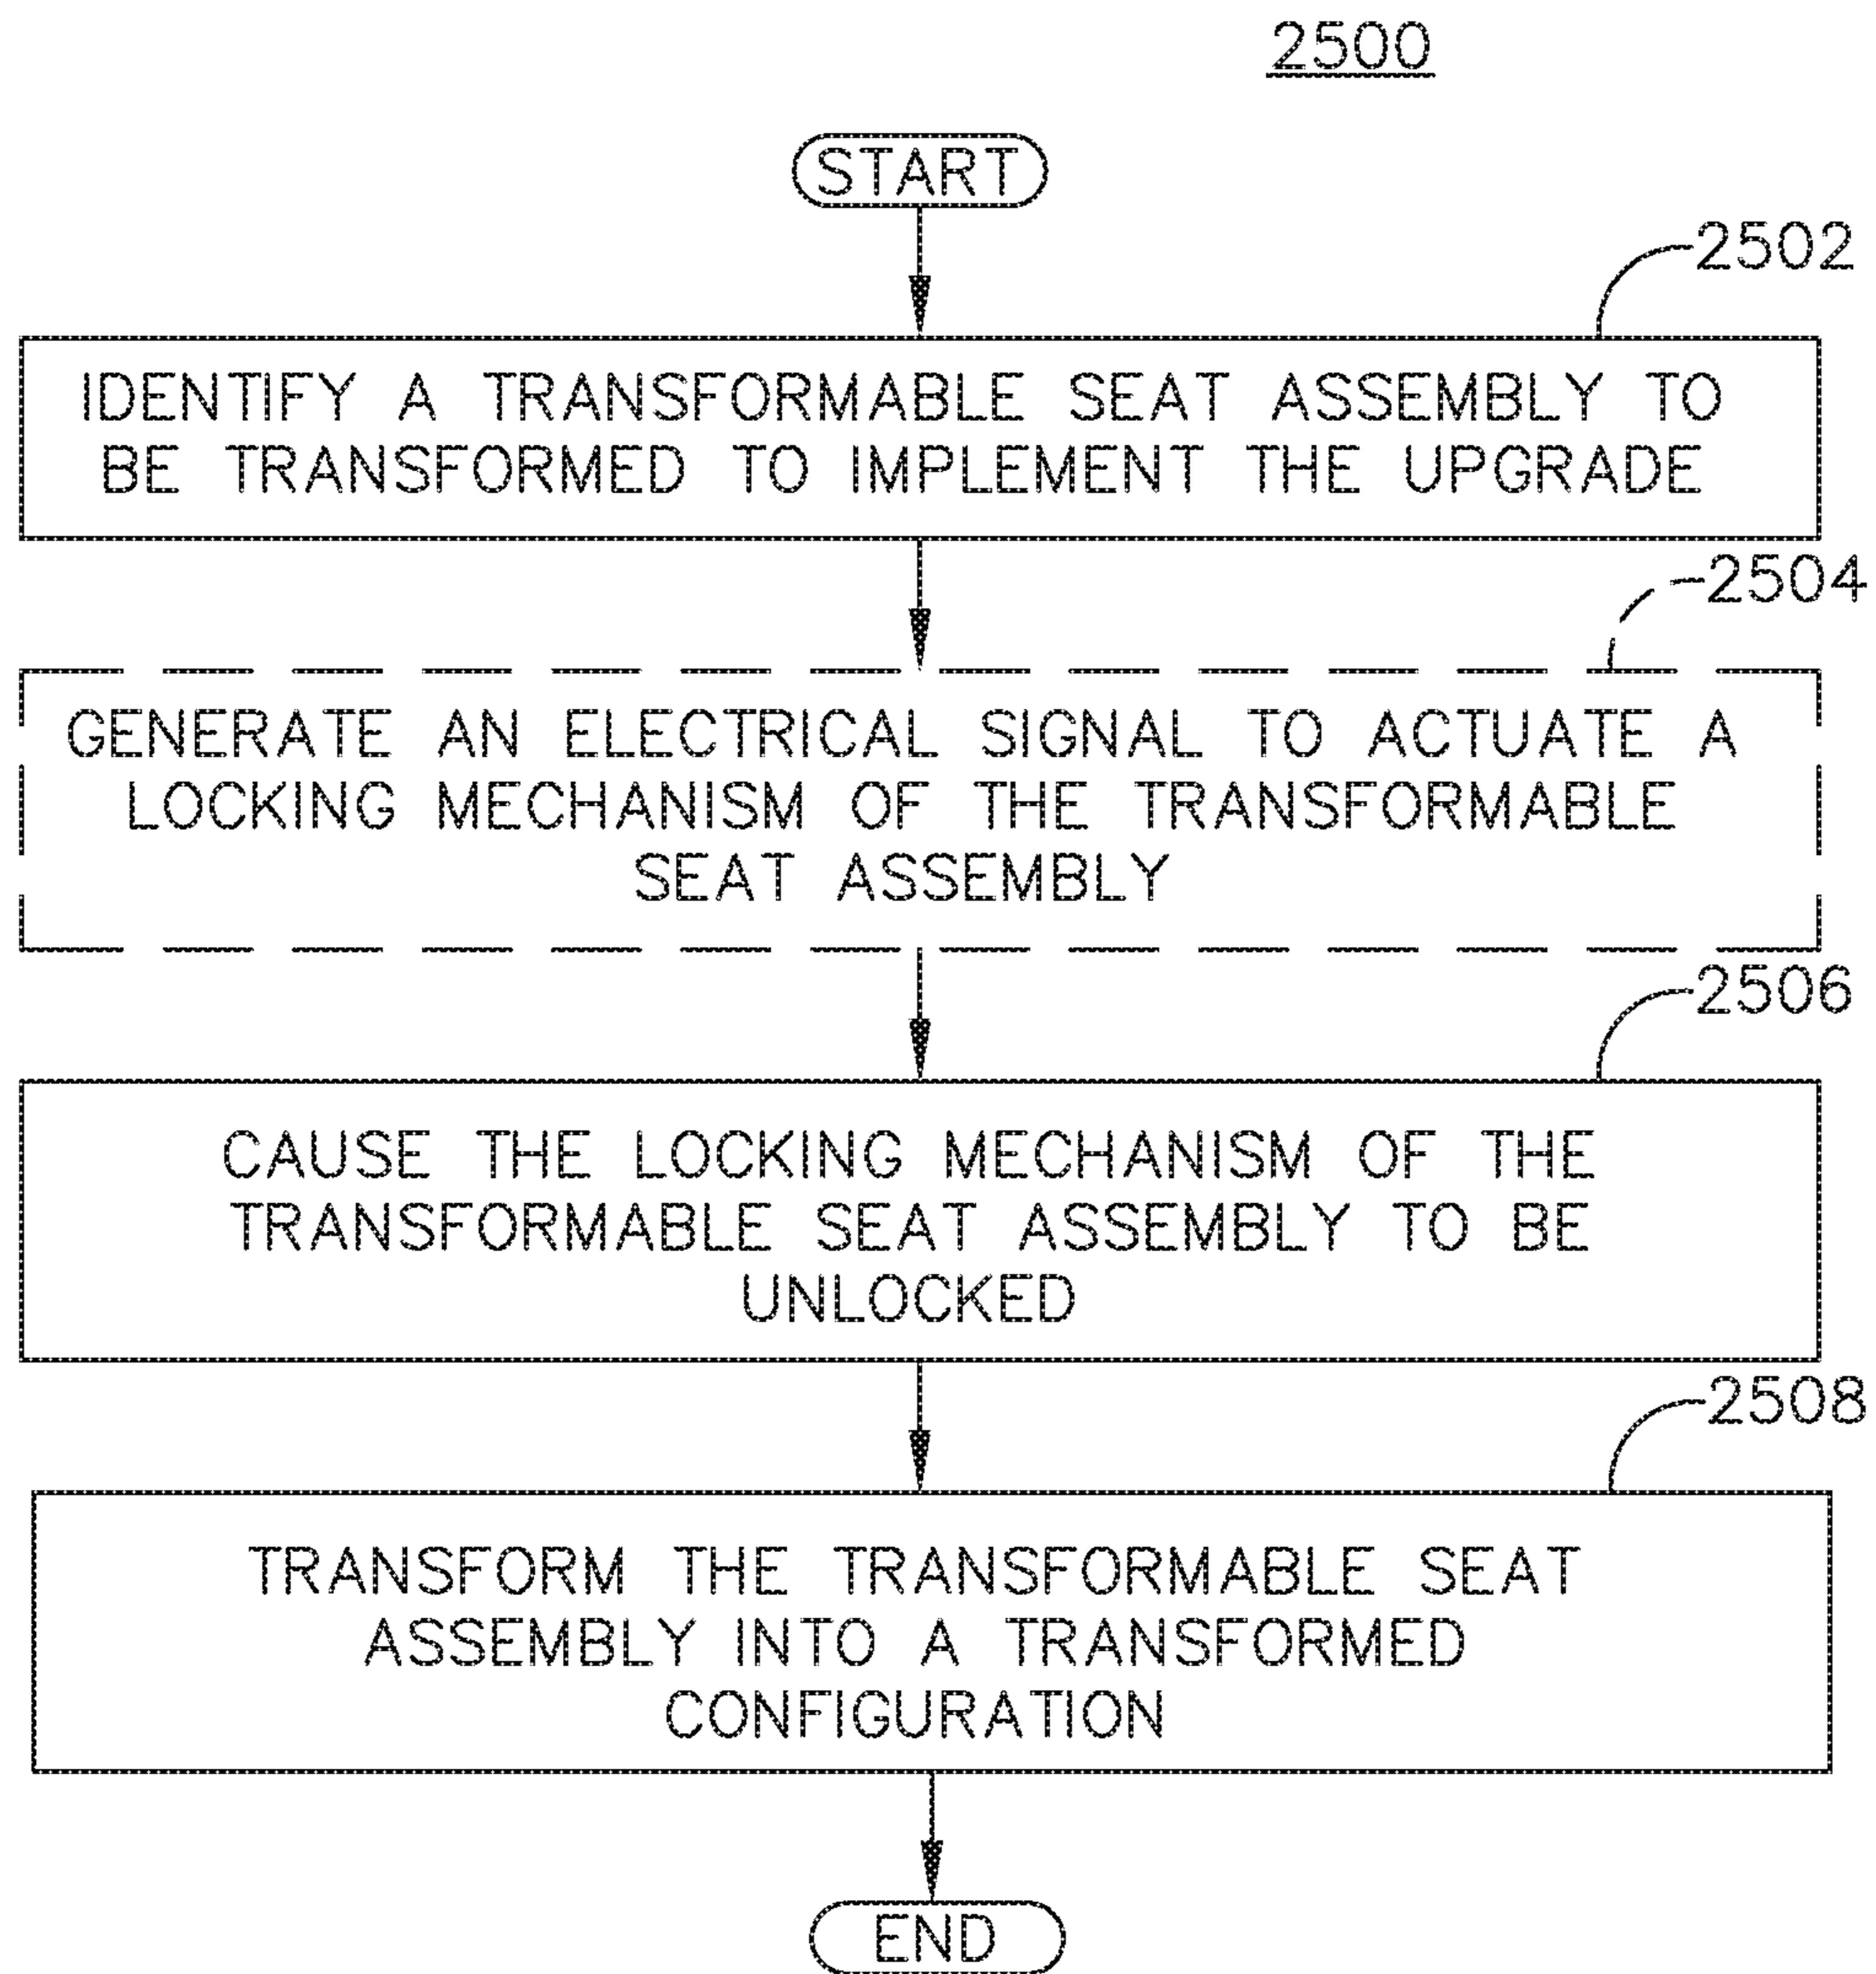 2500
START
2502
IDENTIFY A TRANSFORMABLE SEAT ASSEMBLY TO
BE TRANSFORMED TO IMPLEMENT THE UPGRADE
2504
GENERATE AN ELECTRICAL SIGNAL TO ACTUATE A
LOCKING MECHANISM OF THE TRANSFORMABLE
SEAT ASSEMBLY
2506
CAUSE THE LOCKING MECHANISM OF THE
TRANSFORMABLE SEAT ASSEMBLY TO BE
UNLOCKED
2508
TRANSFORM THE TRANSFORMABLE SEAT
ASSEMBLY INTO A TRANSFORMED
CONFIGURATION
END